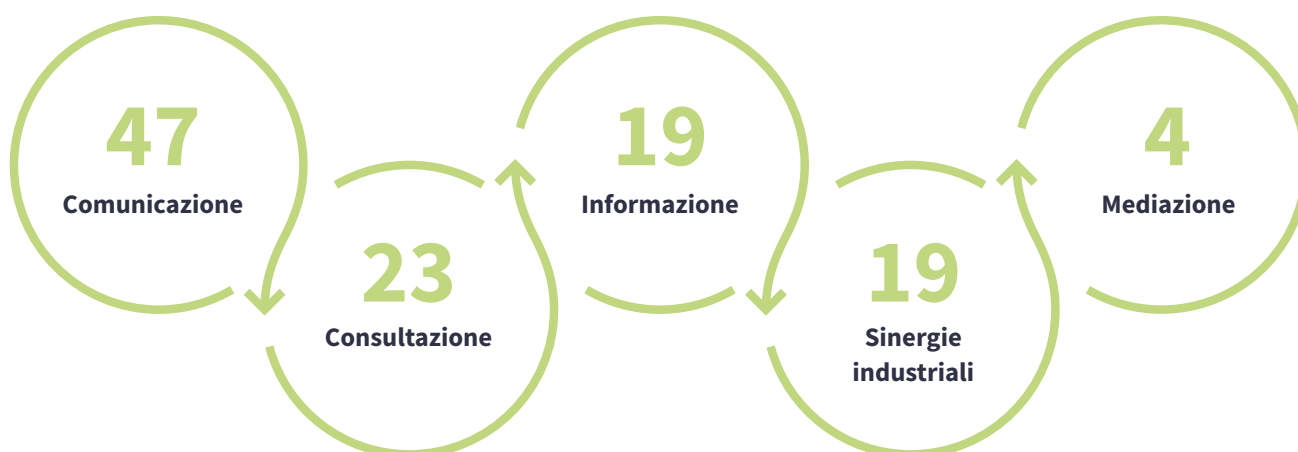 47
Comunicazione
23
Consultazione
19
Informazione
19
Sinergie
industriali
4
Mediazione